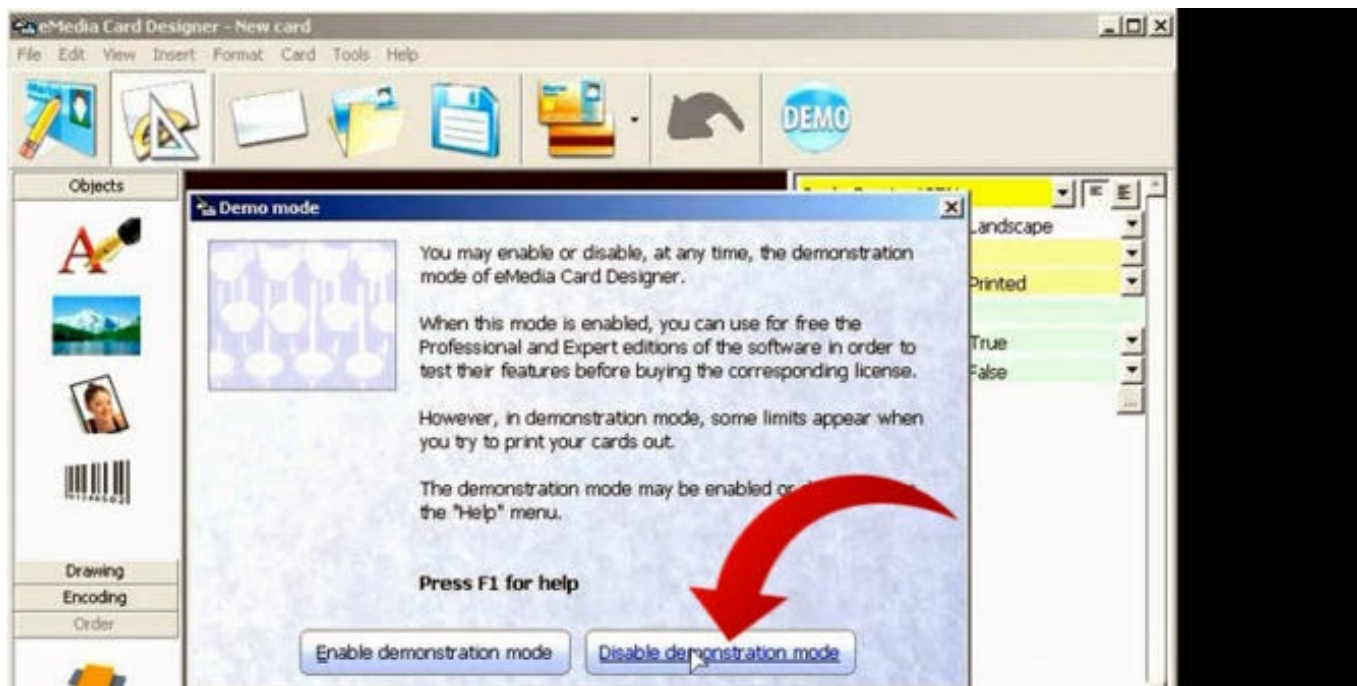 eMedia Card Designer - New card
File Edit View Insert Format Card Tools Help
DEMO
Objects
Demo mode
You may enable or disable, at any time, the demonstration
mode of eMedia Card Designer.
When this mode is enabled, you can use for free the
Professional and Expert editions of the software in order to
test their features before buying the corresponding license.
However, in demonstration mode, some limits appear when
you try to print your cards out.
The demonstration mode may be enabled or
the "Help" menu.
Press F1 for help
Enable demonstration mode
Disable demonstration mode
Landscape
Printed
True
False
Drawing
Encoding
Order